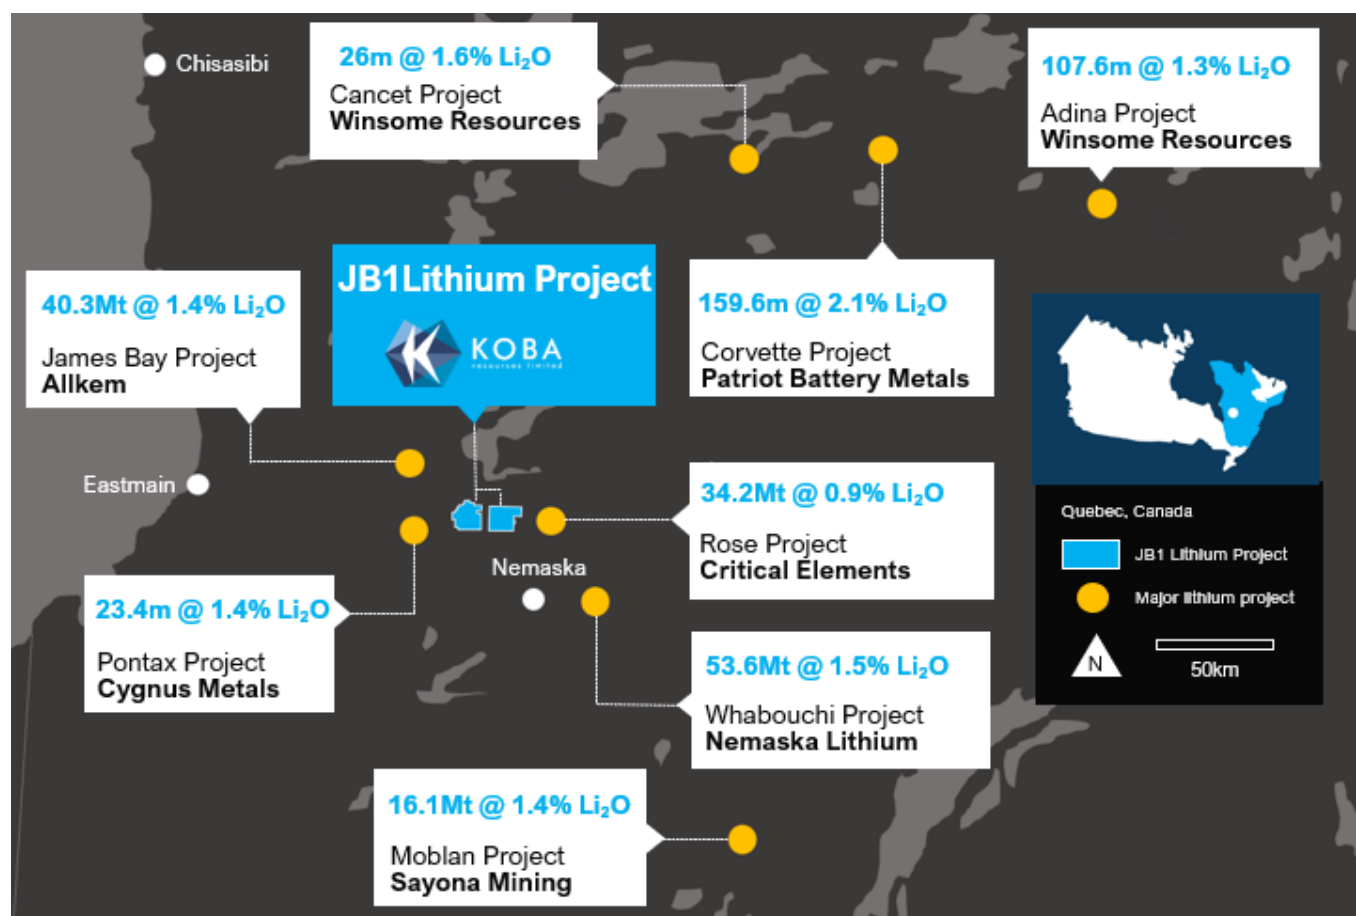 Chisasibi
26m @ 1.6% Li₂O
Cancet Project
Winsome Resources
107.6m @ 1.3% Li₂O
Adina Project
Winsome Resources
JB1Lithium Project
KOBA
resources limited
40.3Mt @ 1.4% Li₂O
James Bay Project
Allkem
159.6m @ 2.1% Li₂O
Corvette Project
Patriot Battery Metals
Eastmain
34.2Mt @ 0.9% Li₂O
Rose Project
Critical Elements
Nemaska
23.4m @ 1.4% Li₂O
Pontax Project
Cygnus Metals
53.6Mt @ 1.5% Li₂O
Whabouchi Project
Nemaska Lithium
16.1Mt @ 1.4% Li₂O
Moblan Project
Sayona Mining
Quebec, Canada
JB1 Lithium Project
Major lithium project
N
50km